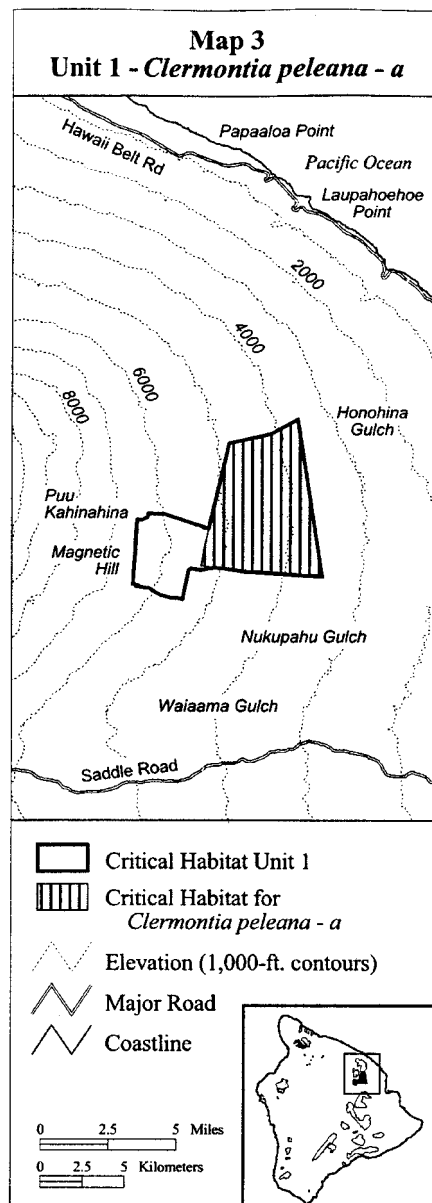 Map 3
Unit 1 - Clermontia peleana - a
Papaaloa Point
Hawaii Belt Rd
Pacific Ocean
Laupahoehoe
Point
2000
4000
6000
8000
Honohina
Gulch
Puu
Kahinahina
Magnetic
Hill
Nukupahu Gulch
Waiaama Gulch
Saddle Road
Critical Habitat Unit 1
Critical Habitat for
Clermontia peleana - a
Elevation (1,000-ft. contours)
Major Road
Coastline
0 2.5 5 Miles
0 2.5 5 Kilometers